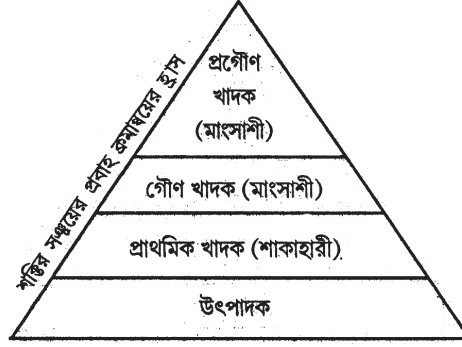 প্রগৌণ
খাদক
(মাংসাশী)
শক্তির সঞ্চয়ের প্রবাহ ক্রমান্বয়ের হ্রাস
গৌণ খাদক (মাংসাশী)
প্রাথমিক খাদক (শাকাহারী)
উৎপাদক